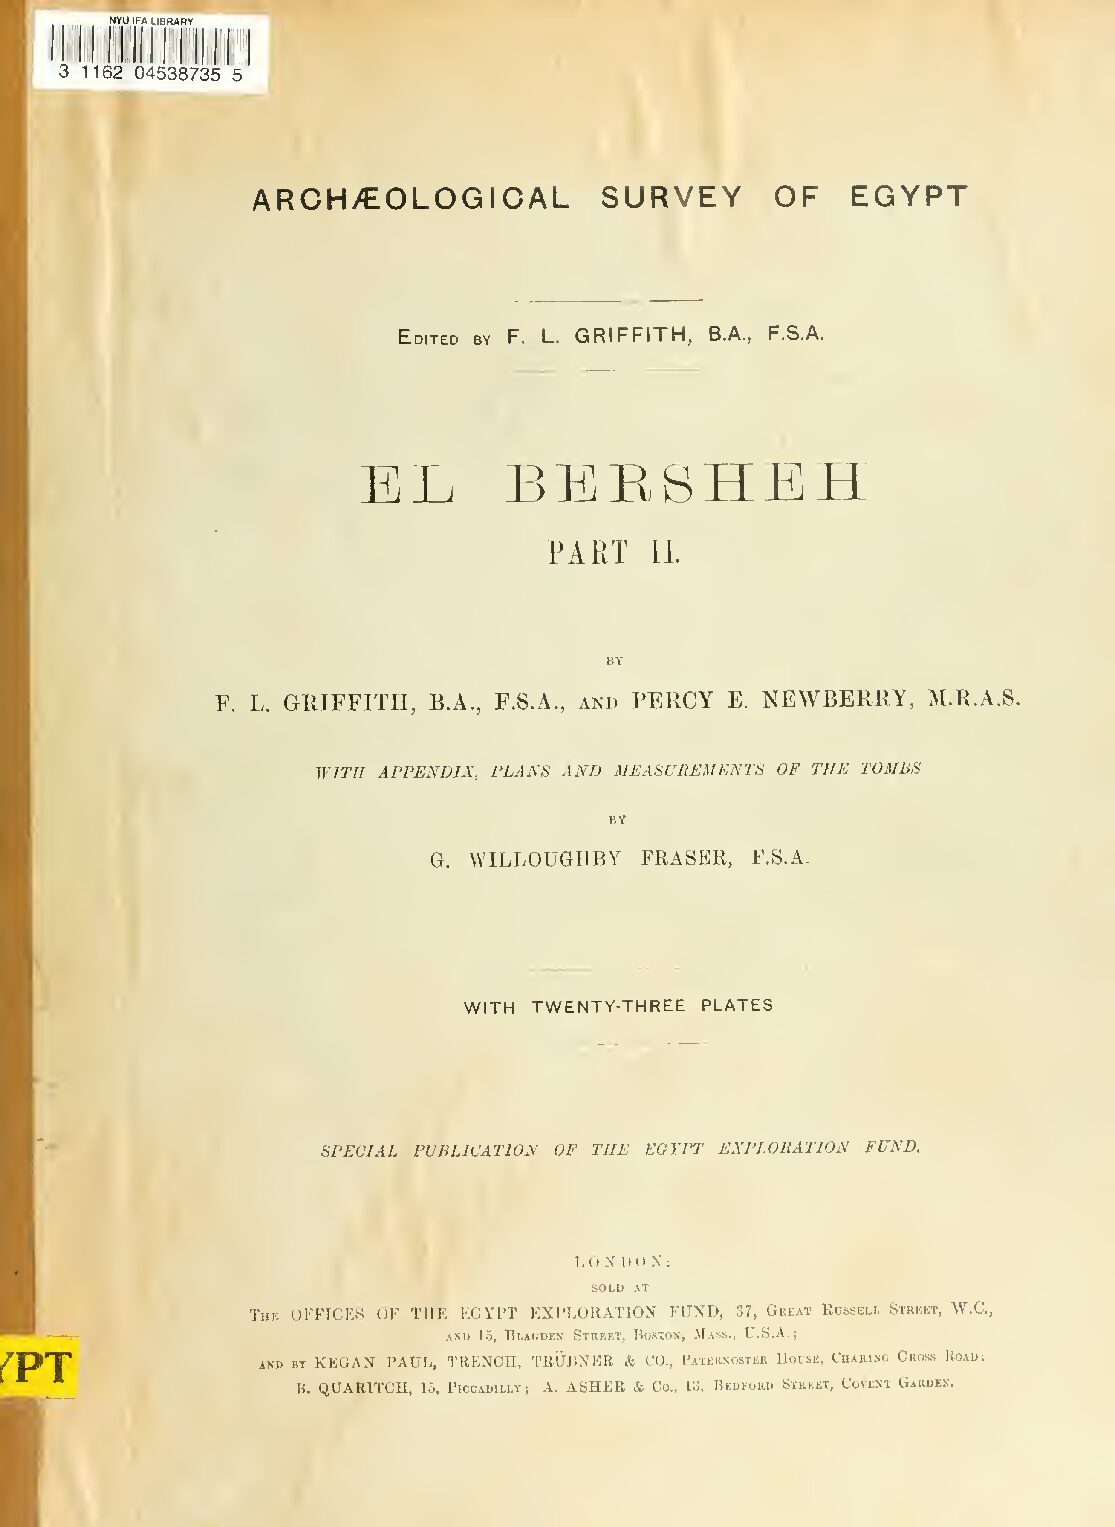 NYU IFA LIBRARY
3 1162 04538735 5
ARCHÆOLOGICAL SURVEY OF EGYPT
EDITED BY F. L. GRIFFITH, B.A., F.S.A.
EL BERSHEH
PART II.
BY
F. L. GRIFFITH, B.A., F.S.A., AND PERCY E. NEWBERRY, M.R.A.S.
WITH APPENDIX, PLANS AND MEASUREMENTS OF THE TOMBS
BY
G. WILLOUGHBY FRASER, F.S.A.
WITH TWENTY-THREE PLATES
SPECIAL PUBLICATION OF THE EGYPT EXPLORATION FUND.
LONDON:
SOLD AT
THE OFFICES OF THE EGYPT EXPLORATION FUND, 37, GREAT RUSSELL STREET, W.C.,
AND 15, BLAGDEN STREET, BOSTON, MASS., U.S.A.;
AND BY KEGAN PAUL, TRENCH, TRÜBNER & CO., PATERNOSTER HOUSE, CHARING CROSS ROAD;
YPT
B. QUARITCH, 15, PICCADILLY; A. ASHER & CO., 13, BEDFORD STREET, COVENT GARDEN.